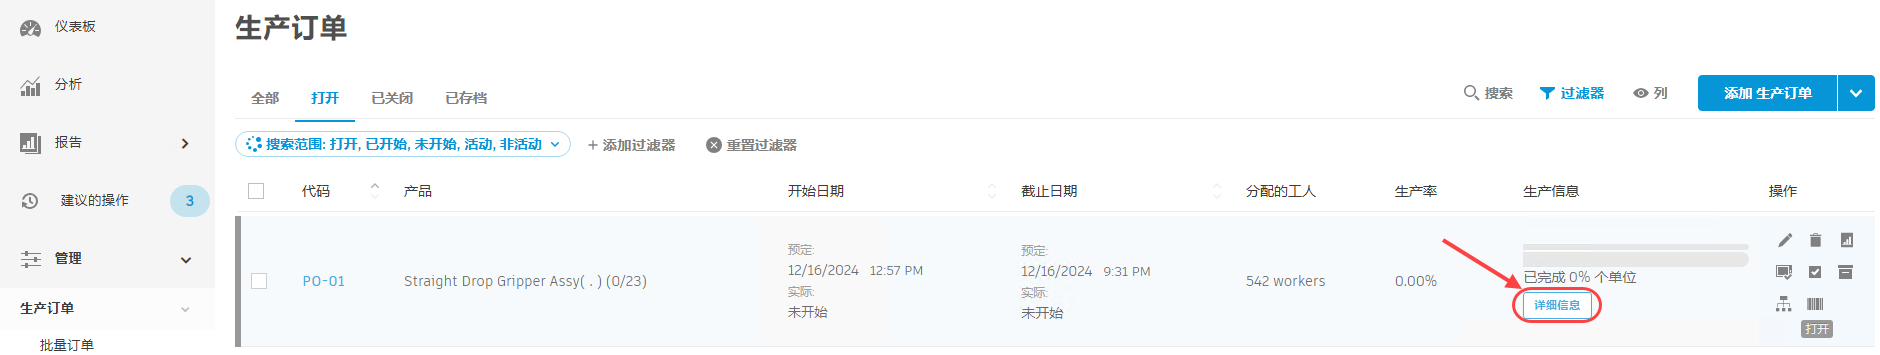 仪表板
分析
报告
建议的操作 3
管理
生产订单
批量订单
生产订单
全部 打开 已关闭 已存档
搜索 过滤器 列 添加 生产订单
搜索范围: 打开, 已开始, 未开始, 活动, 非活动 + 添加过滤器 重置过滤器
代码 产品 开始日期 截止日期 分配的工人 生产率 生产信息 操作
PO-01
Straight Drop Gripper Assy( . ) (0/23)
预定:
12/16/2024 12:57 PM
实际:
未开始
预定:
12/16/2024 9:31 PM
实际:
未开始
542 workers
0.00%
已完成 0% 个单位
详细信息
打开